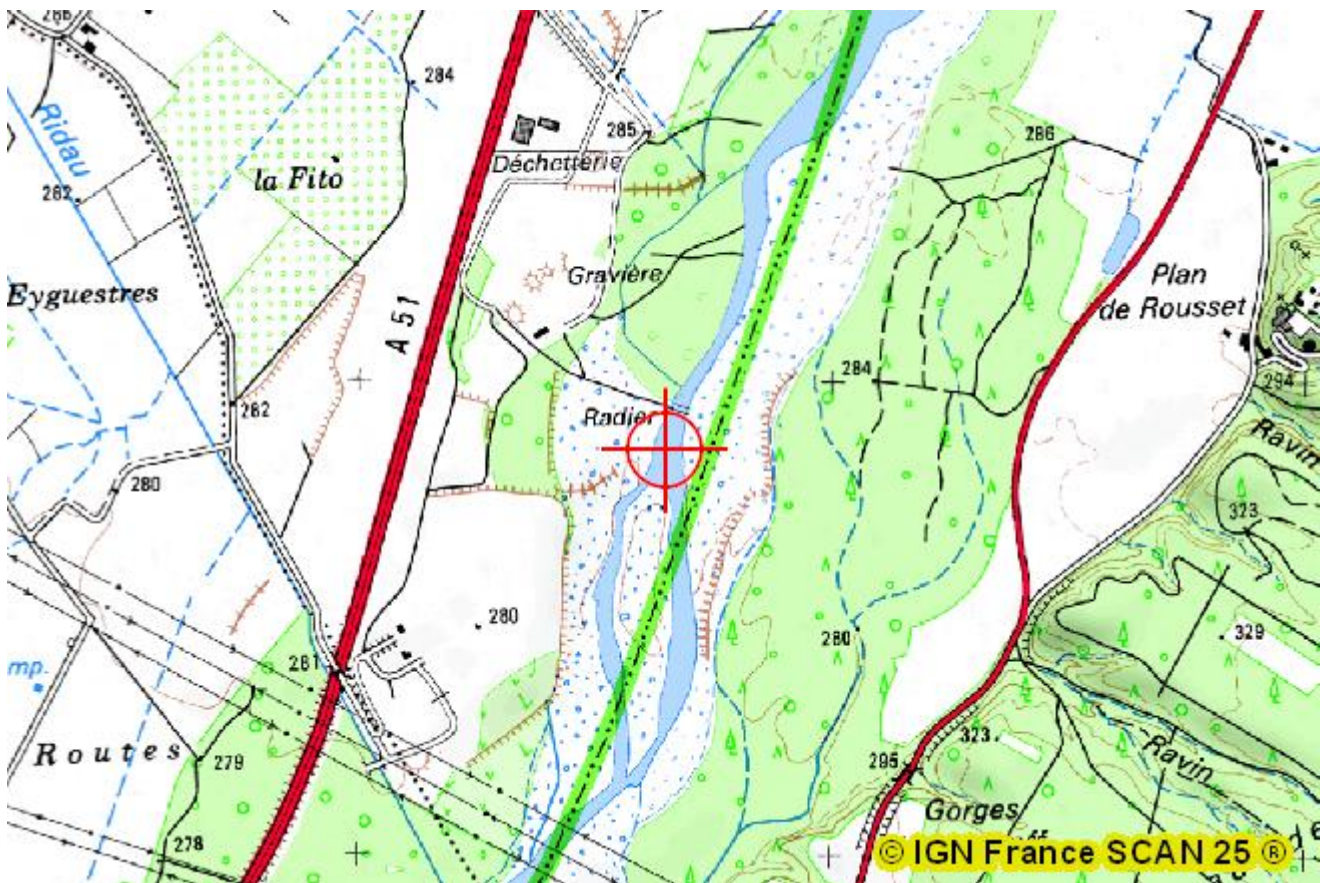 286
284
Ridau
285
286
la Fito
Déchetterie
282
Gravière
Plan
de Rousset
Eyguestres
A 51
284
294
282
Radier
Ravin
280
323
280
280
329
281
mp.
Routes
279
323
Ravin
295
Gorges
278
© IGN France SCAN 25 ®